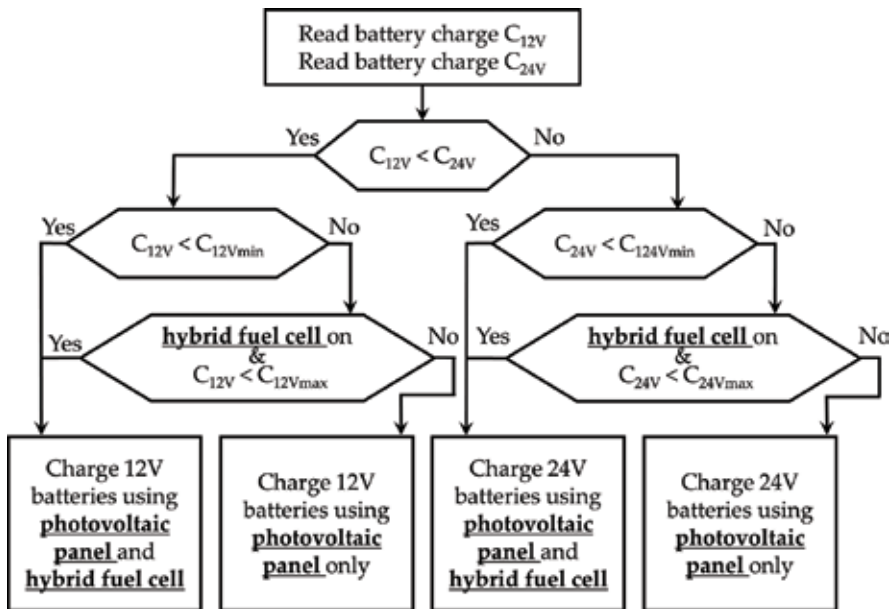 Read battery charge C12V
Read battery charge C24V
Yes
No
C12V < C24V
Yes
No
Yes
No
C12V < C12Vmin
C24V < C124Vmin
Yes
hybrid fuel cell on
&
C12V < C12Vmax
No
Yes
hybrid fuel cell on
&
C24V < C24Vmax
No
Charge 12V
batteries using
photovoltaic
panel and
hybrid fuel cell
Charge 12V
batteries using
photovoltaic
panel only
Charge 24V
batteries using
photovoltaic
panel and
hybrid fuel cell
Charge 24V
batteries using
photovoltaic
panel only